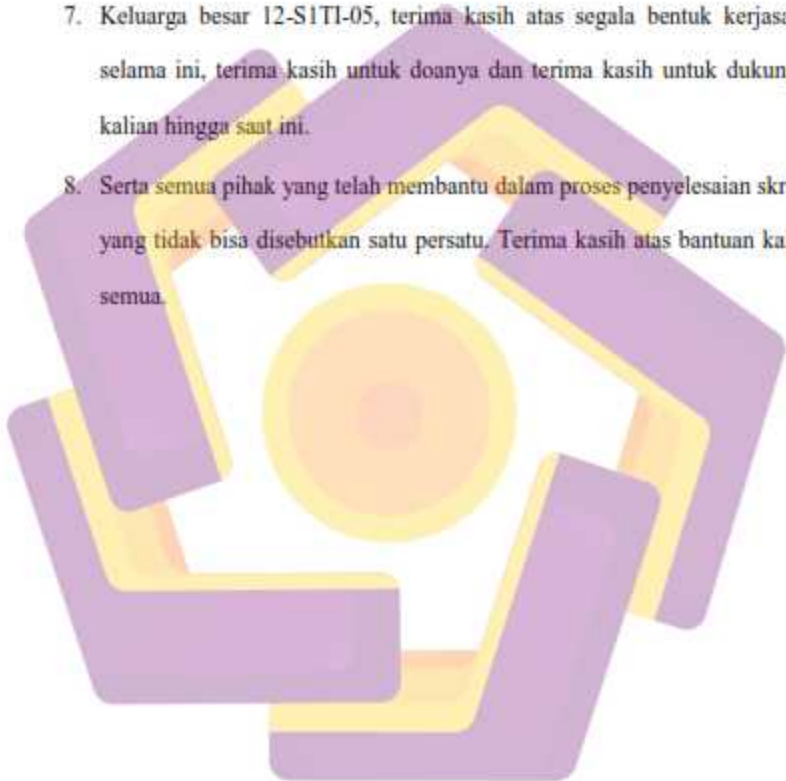 7. Keluarga besar 12-S1TI-05, terima kasih atas segala bentuk kerjasa
selama ini, terima kasih untuk doanya dan terima kasih untuk dukun
kalian hingga saat ini.
8. Serta semua pihak yang telah membantu dalam proses penyelesaian skr
yang tidak bisa disebutkan satu persatu. Terima kasih atas bantuan ka
semua.